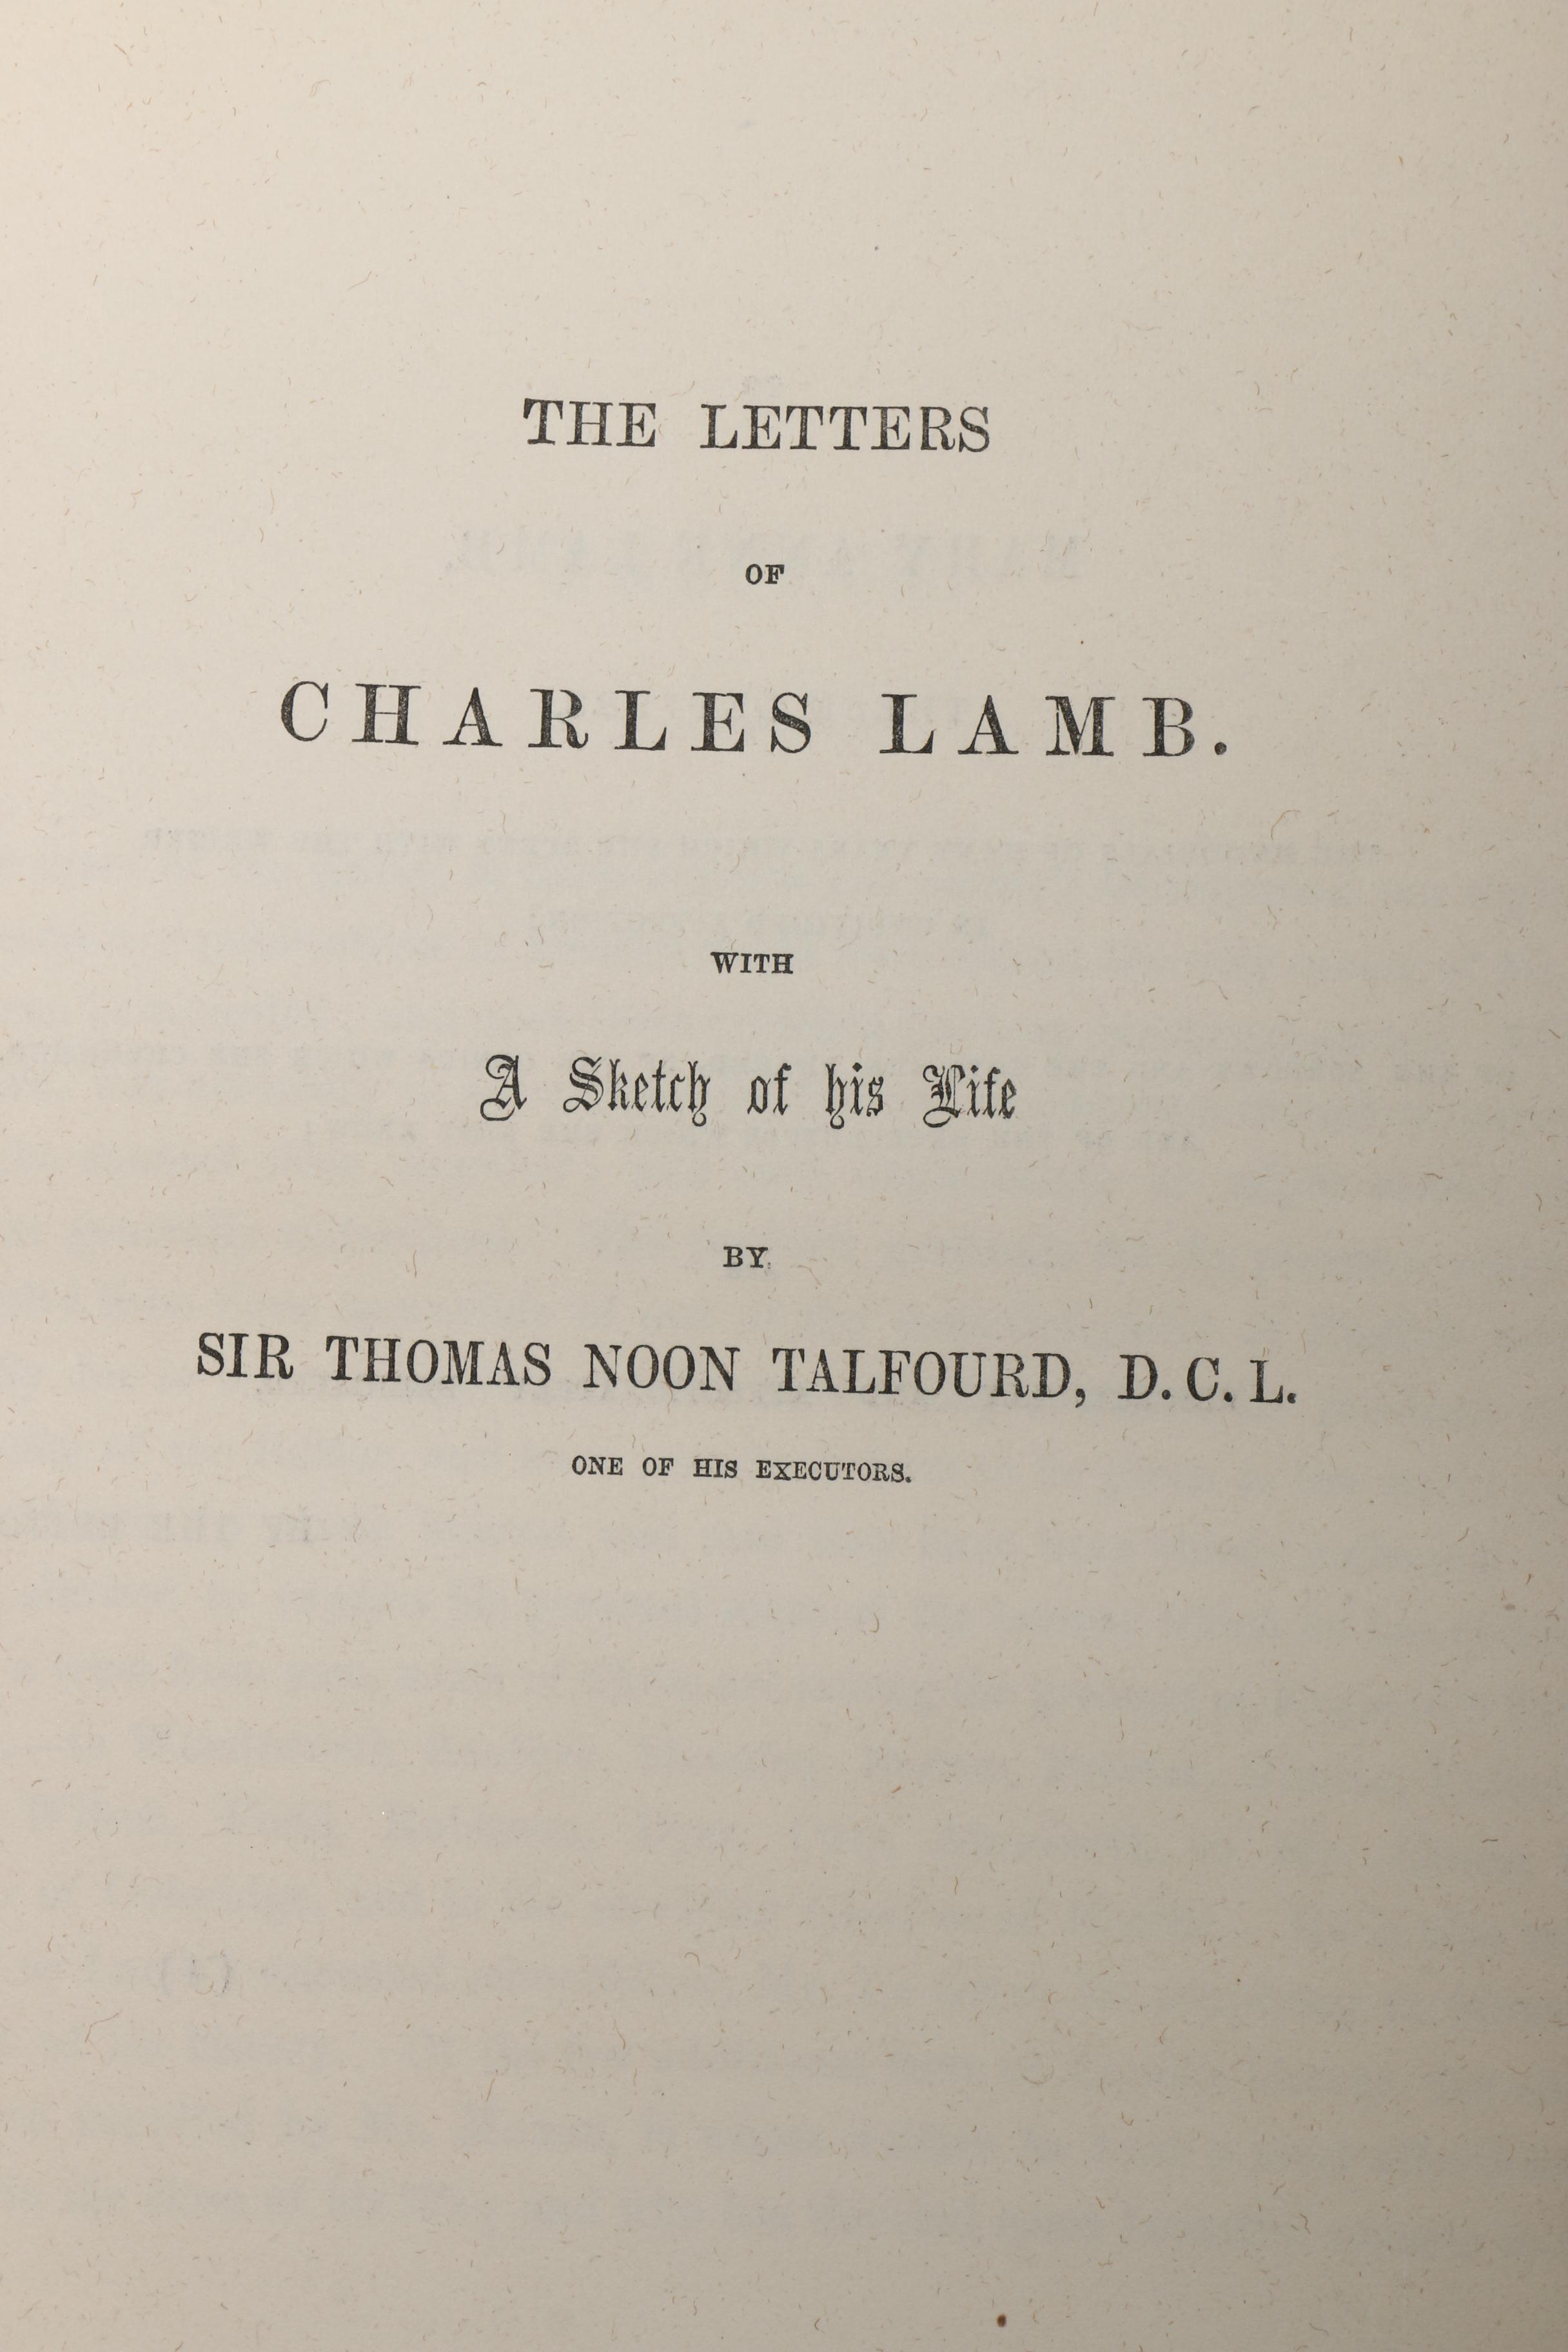 THE LETTERS
OF
CHARLES LAMB.
WITH
A Sketch of his Life
BY
SIR THOMAS NOON TALFOURD, D.C.L.
ONE OF HIS EXECUTORS.